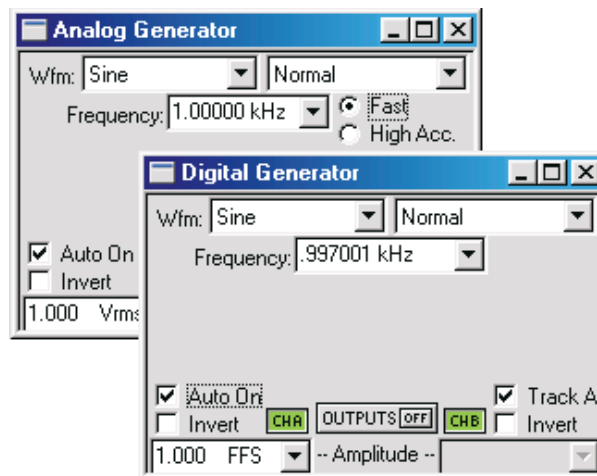 Analog Generator
Wfm: Sine Normal
Frequency: 1.00000 kHz Fast
High Acc.
Auto On
Invert
1.000 Vrms
Digital Generator
Wfm: Sine Normal
Frequency: .997001 kHz
Auto On Track A
Invert CHA OUTPUTS OFF CHB Invert
1.000 FFS -- Amplitude --